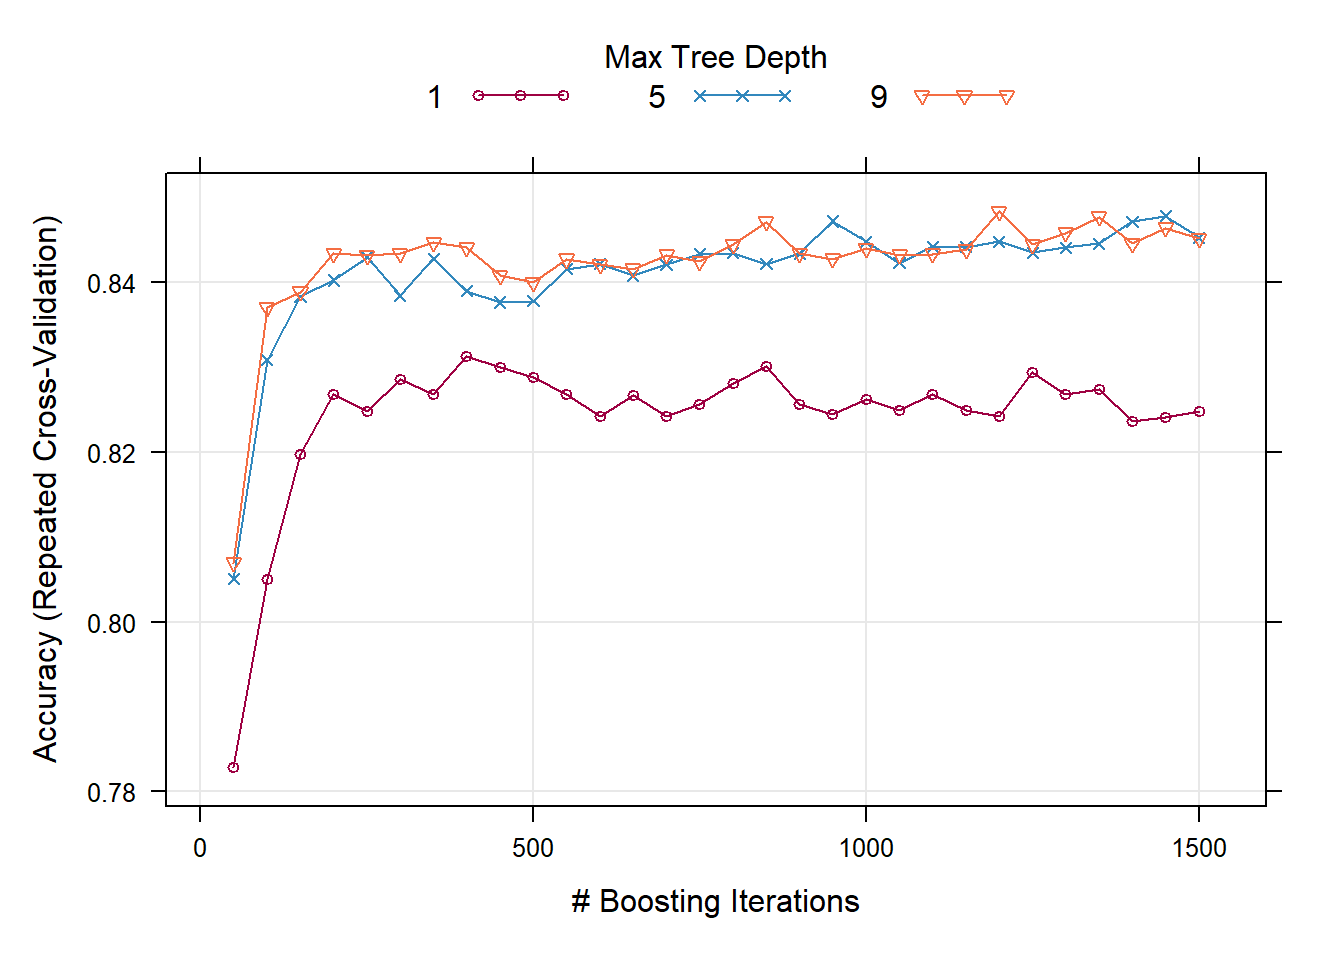 Max Tree Depth
1 5 9
Accuracy (Repeated Cross-Validation)
0.84
0.82
0.80
0.78
0 500 1000 1500
# Boosting Iterations